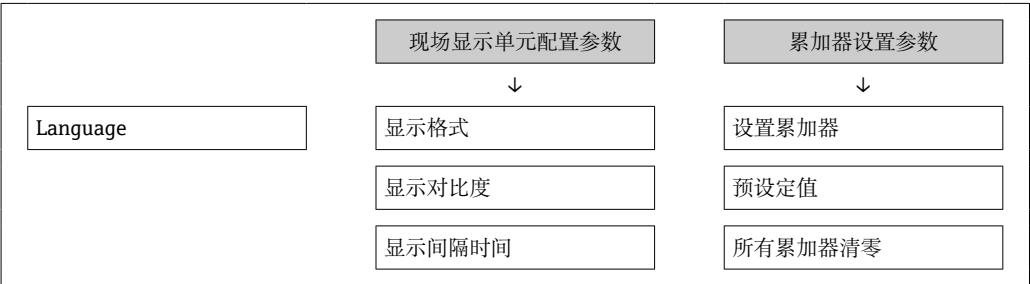 现场显示单元配置参数
累加器设置参数
↓
↓
Language
显示格式
设置累加器
显示对比度
预设定值
显示间隔时间
所有累加器清零